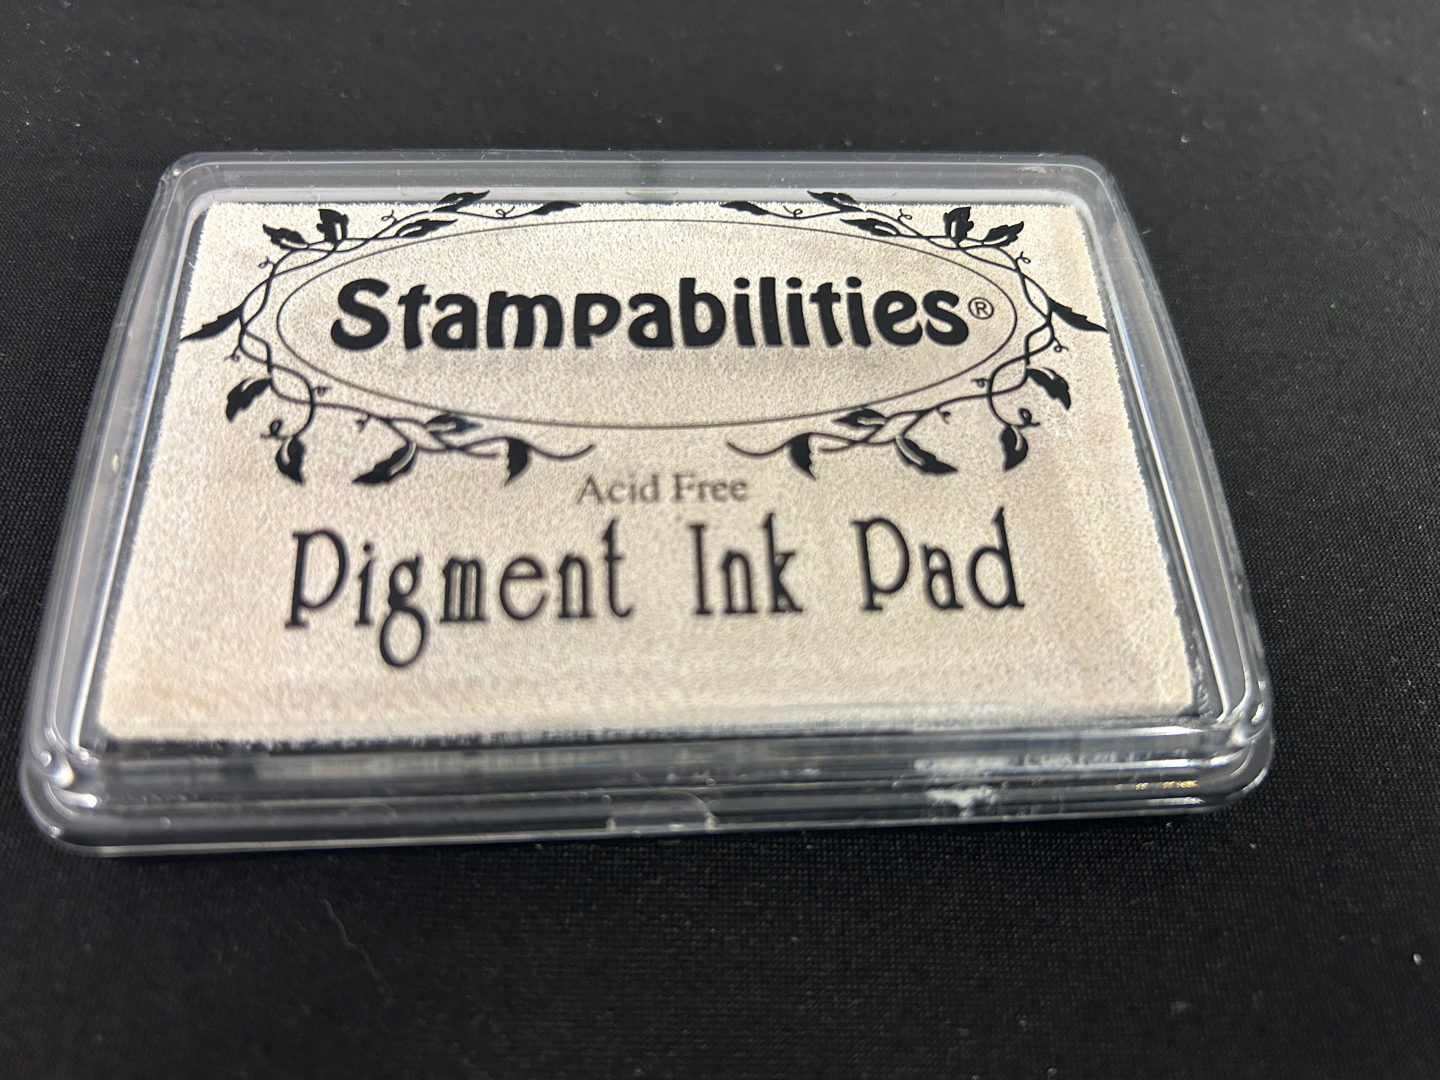 Stampabilities®
Acid Free
Pigment Ink Pad